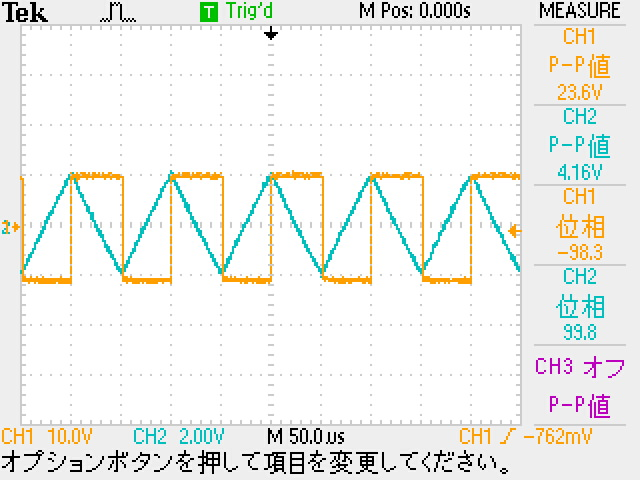 Tek T Trig'd M Pos: 0.000s MEASURE
CH1
P-P値
23.6V
CH2
P-P値
4.16V
CH1
位相
-98.3
CH2
位相
99.8
CH3 オフ
P-P値
2
CH1 10.0V CH2 2.00V M 50.0us CH1 -762mV
オプションボタンを押して項目を変更してください。